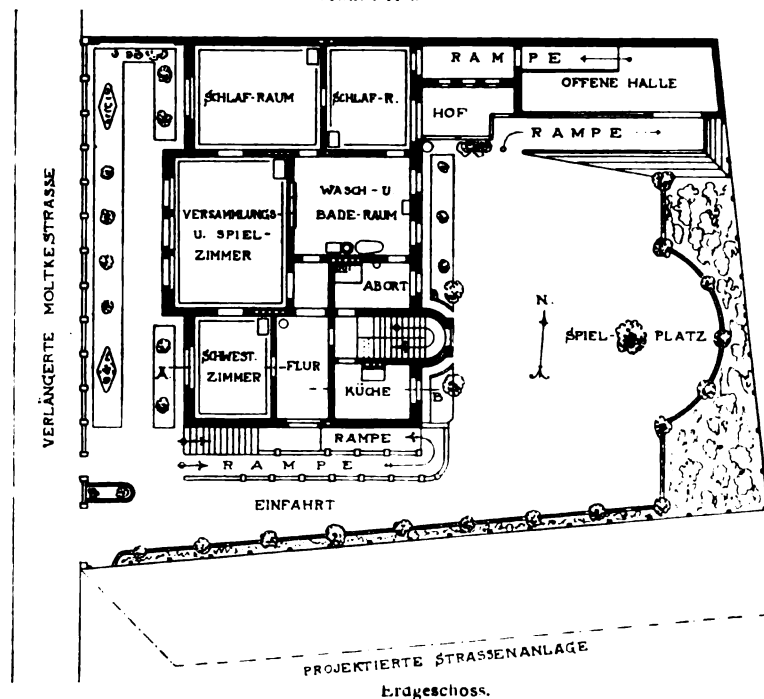 RAMPE
OFFENE HALLE
SCHLAF-RAUM
SCHLAF-R.
HOF
RAMPE
WASCH- U
BADE-RAUM
VERSAMMLUNGS-
U. SPIEL-
ZIMMER
ABORT
N.
SPIEL-PLATZ
SCHWEST.
ZIMMER
FLUR
KÜCHE
A
B
B
RAMPE
RAMPE
EINFAHRT
VERLÄNGERTE MOLTKESTRASSE
PROJEKTIERTE STRASSENANLAGE
Erdgeschoss.